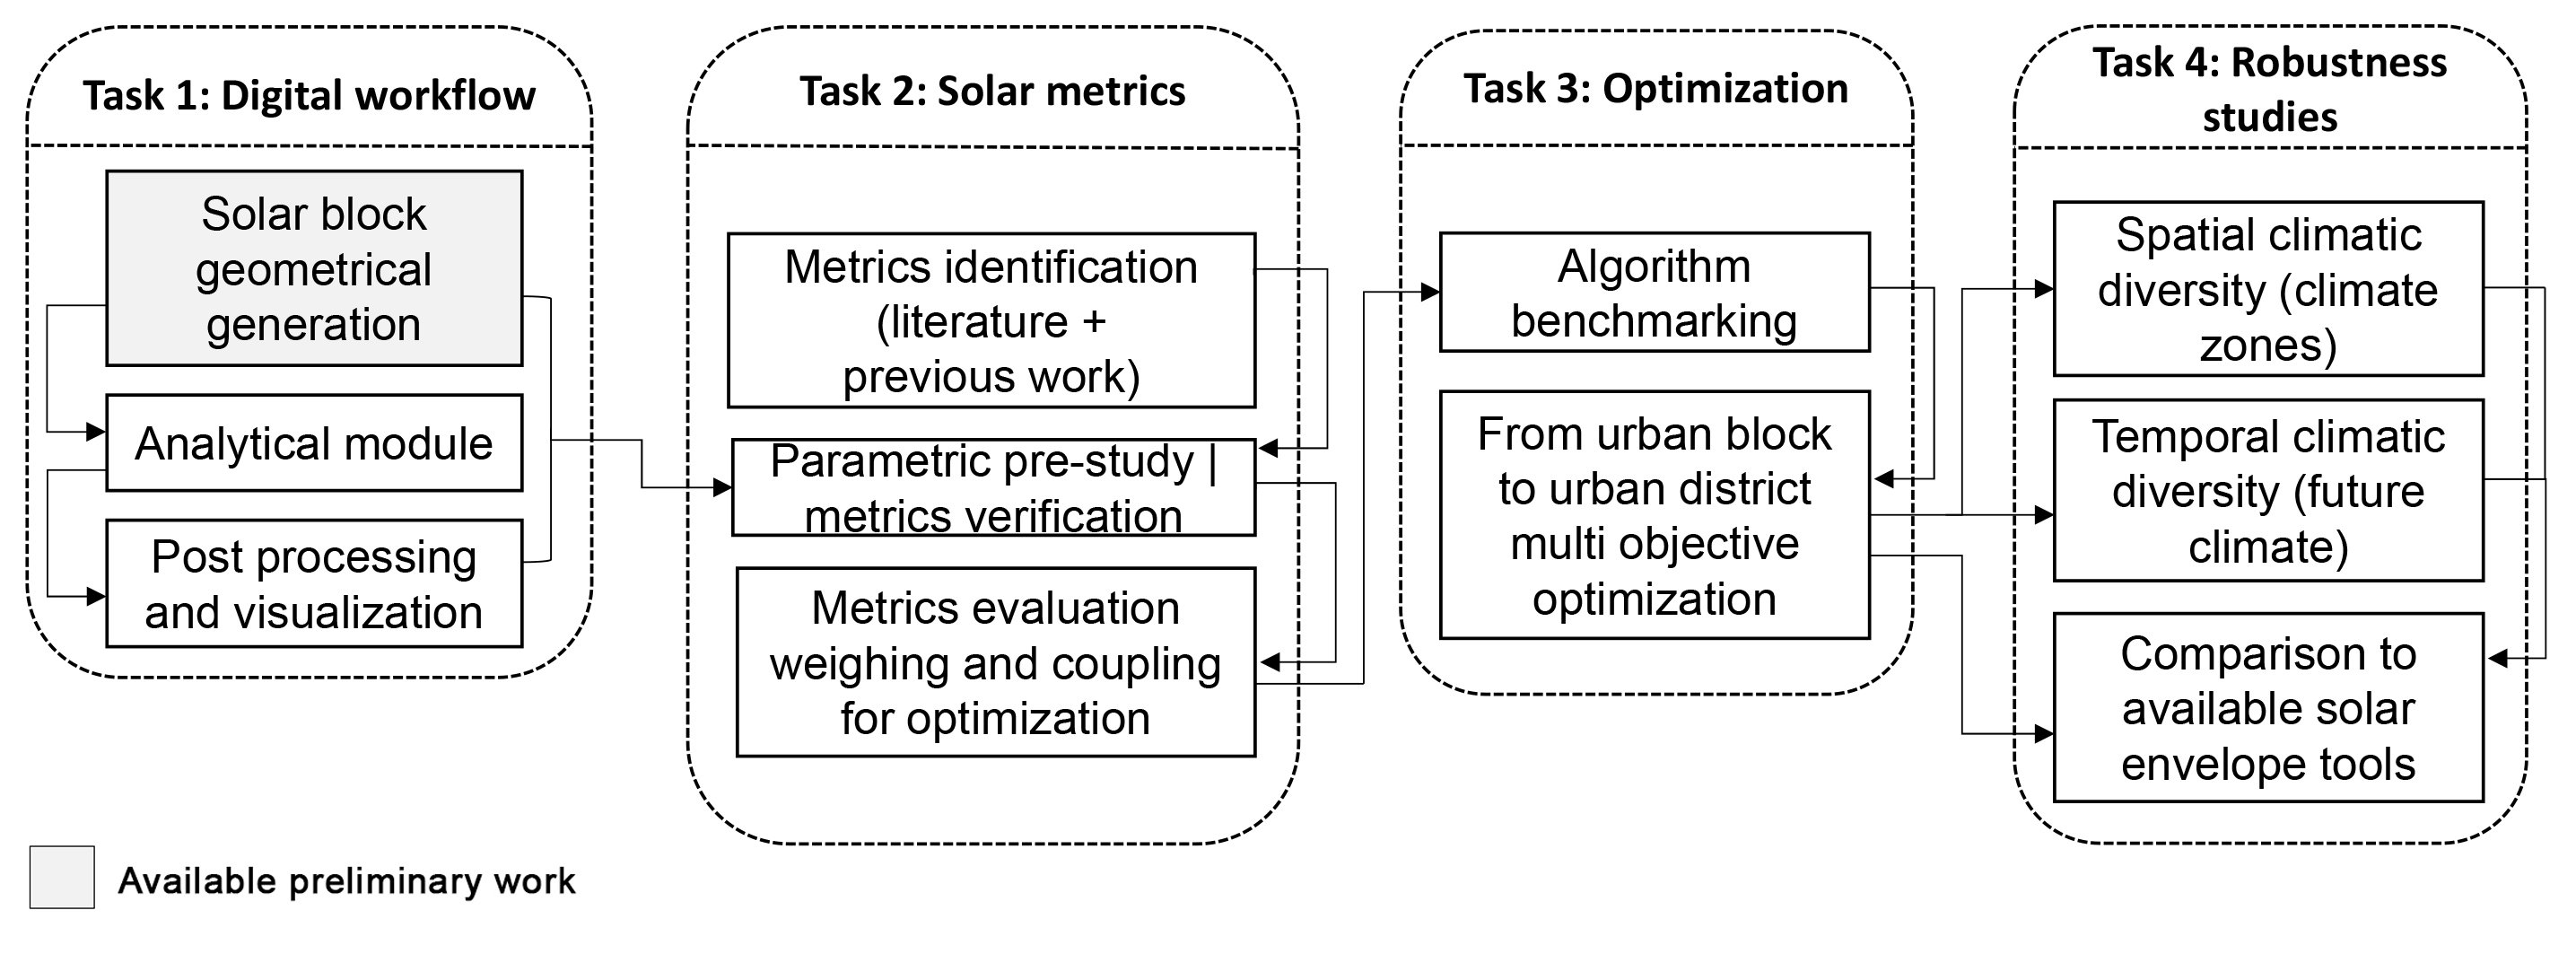 Task 1: Digital workflow
Solar block
geometrical
generation
Analytical module
Post processing
and visualization
Task 2: Solar metrics
Metrics identification
(literature +
previous work)
Parametric pre-study |
metrics verification
Metrics evaluation
weighing and coupling
for optimization
Task 3: Optimization
Algorithm
benchmarking
From urban block
to urban district
multi objective
optimization
Task 4: Robustness
studies
Spatial climatic
diversity (climate
zones)
Temporal climatic
diversity (future
climate)
Comparison to
available solar
envelope tools
Available preliminary work